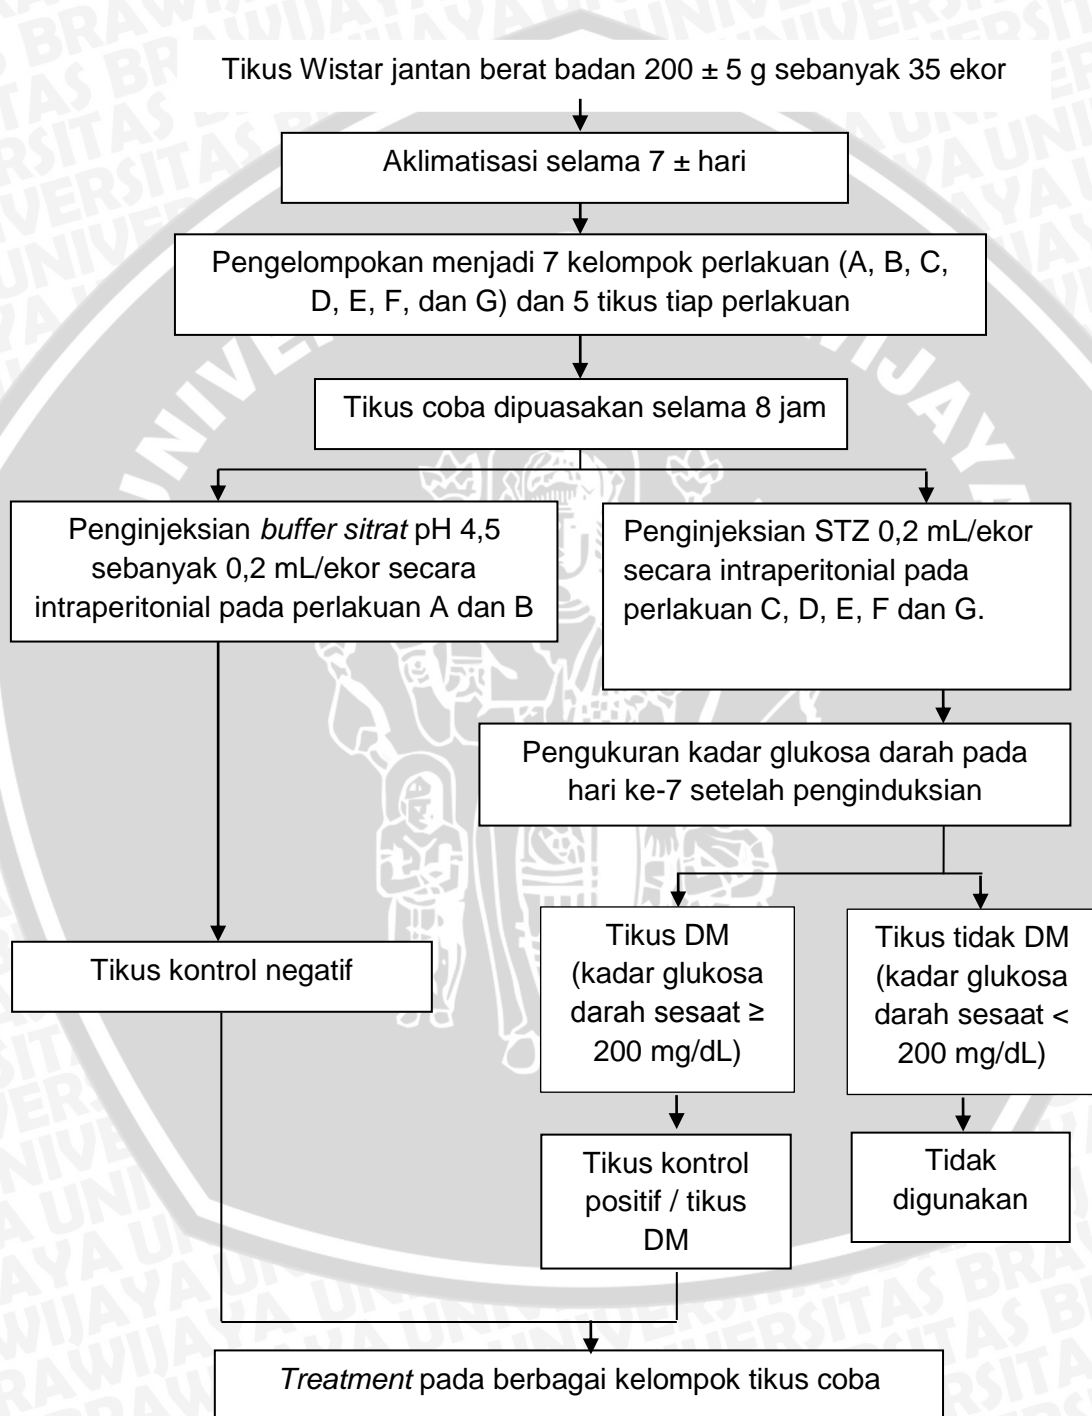 Tikus Wistar jantan berat badan 200 ± 5 g sebanyak 35 ekor
Aklimatisasi selama 7 ± hari
Pengelompokan menjadi 7 kelompok perlakuan (A, B, C,
D, E, F, dan G) dan 5 tikus tiap perlakuan
Tikus coba dipuasakan selama 8 jam
Penginjeksian buffer sitrat pH 4,5
sebanyak 0,2 mL/ekor secara
intraperitonial pada perlakuan A dan B
Penginjeksian STZ 0,2 mL/ekor
secara intraperitonial pada
perlakuan C, D, E, F dan G.
Pengukuran kadar glukosa darah pada
hari ke-7 setelah penginduksian
Tikus kontrol negatif
Tikus DM
(kadar glukosa
darah sesaat ≥
200 mg/dL)
Tikus tidak DM
(kadar glukosa
darah sesaat <
200 mg/dL)
Tikus kontrol
positif / tikus
DM
Tidak
digunakan
Treatment pada berbagai kelompok tikus coba